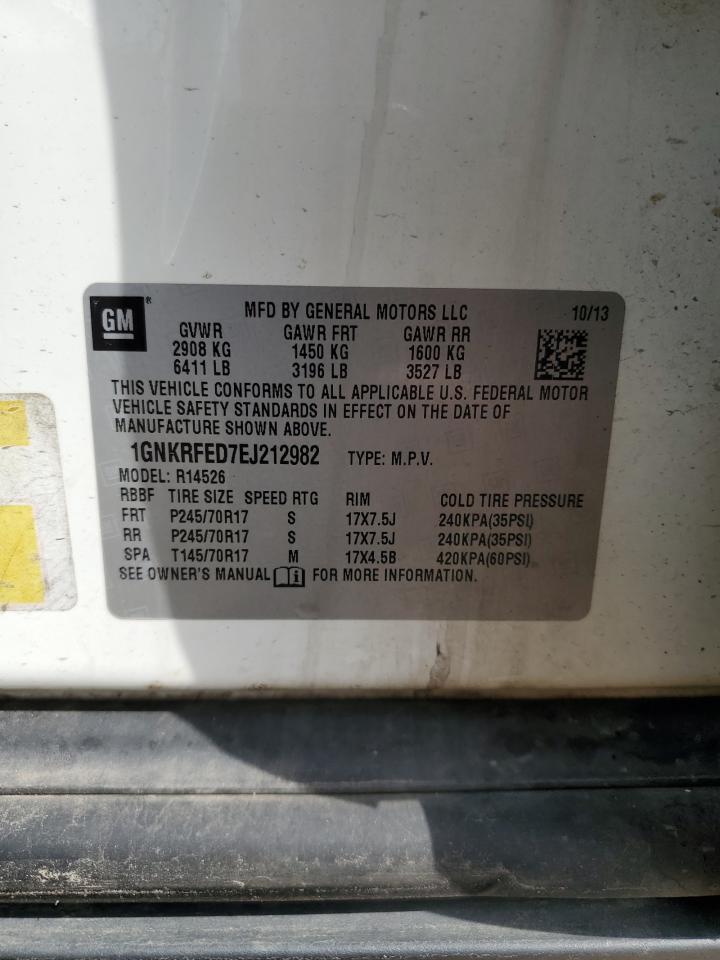 GM ® MFD BY GENERAL MOTORS LLC 10/13
GVWR GAWR FRT GAWR RR
2908 KG 1450 KG 1600 KG
6411 LB 3196 LB 3527 LB
THIS VEHICLE CONFORMS TO ALL APPLICABLE U.S. FEDERAL MOTOR
VEHICLE SAFETY STANDARDS IN EFFECT ON THE DATE OF
MANUFACTURE SHOWN ABOVE.
1GNKRFED7EJ212982 TYPE: M.P.V.
MODEL: R14526
RBBF TIRE SIZE SPEED RTG RIM COLD TIRE PRESSURE
FRT P245/70R17 S 17X7.5J 240KPA(35PSI)
RR P245/70R17 S 17X7.5J 240KPA(35PSI)
SPA T145/70R17 M 17X4.5B 420KPA(60PSI)
SEE OWNER'S MANUAL i FOR MORE INFORMATION.